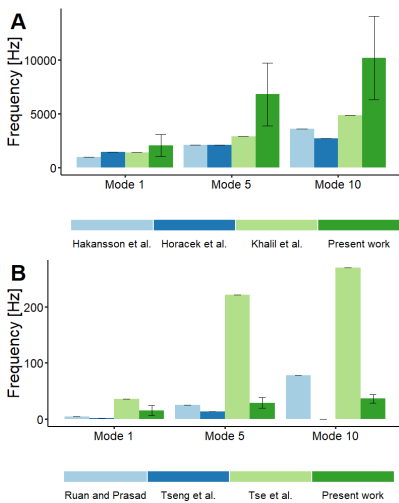 A
Frequency [Hz]
10000
5000
0
Mode 1 Mode 5 Mode 10
Hakansson et al. Horacek et al. Khalil et al. Present work
B
Frequency [Hz]
200
100
0
Mode 1 Mode 5 Mode 10
Ruan and Prasad Tseng et al. Tse et al. Present work